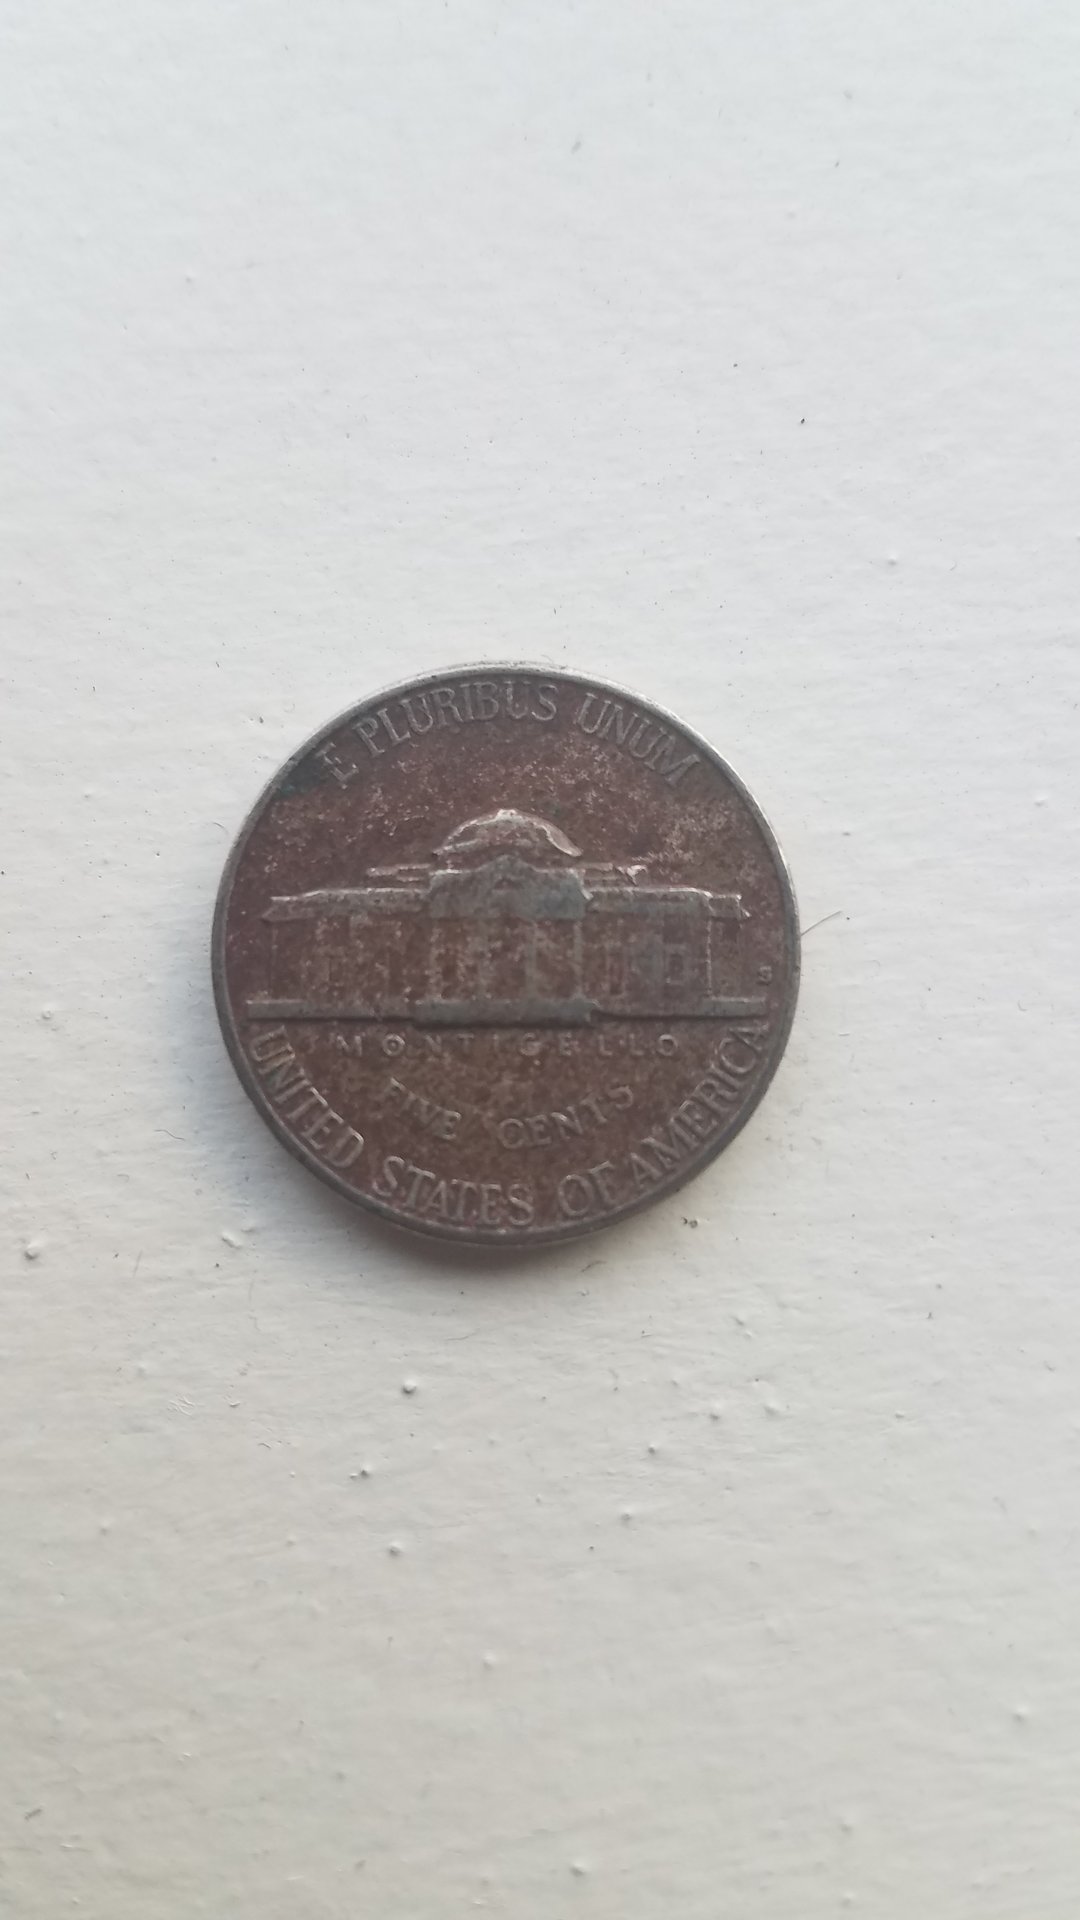 E PLURIBUS UNUM
S
MONTICELLO
FIVE CENTS
UNITED STATES OF AMERICA